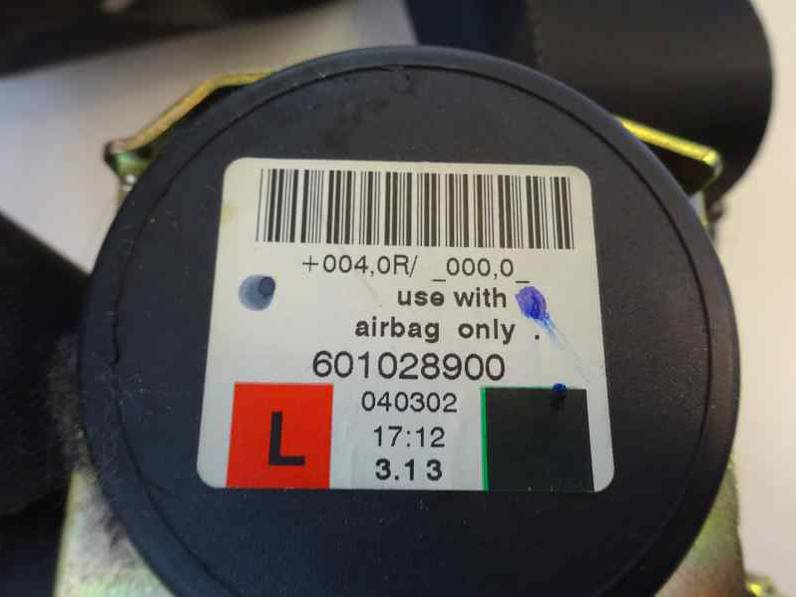 +004,0R/ _000,0_
use with
airbag only .
601028900
040302
L
17:12
3.13